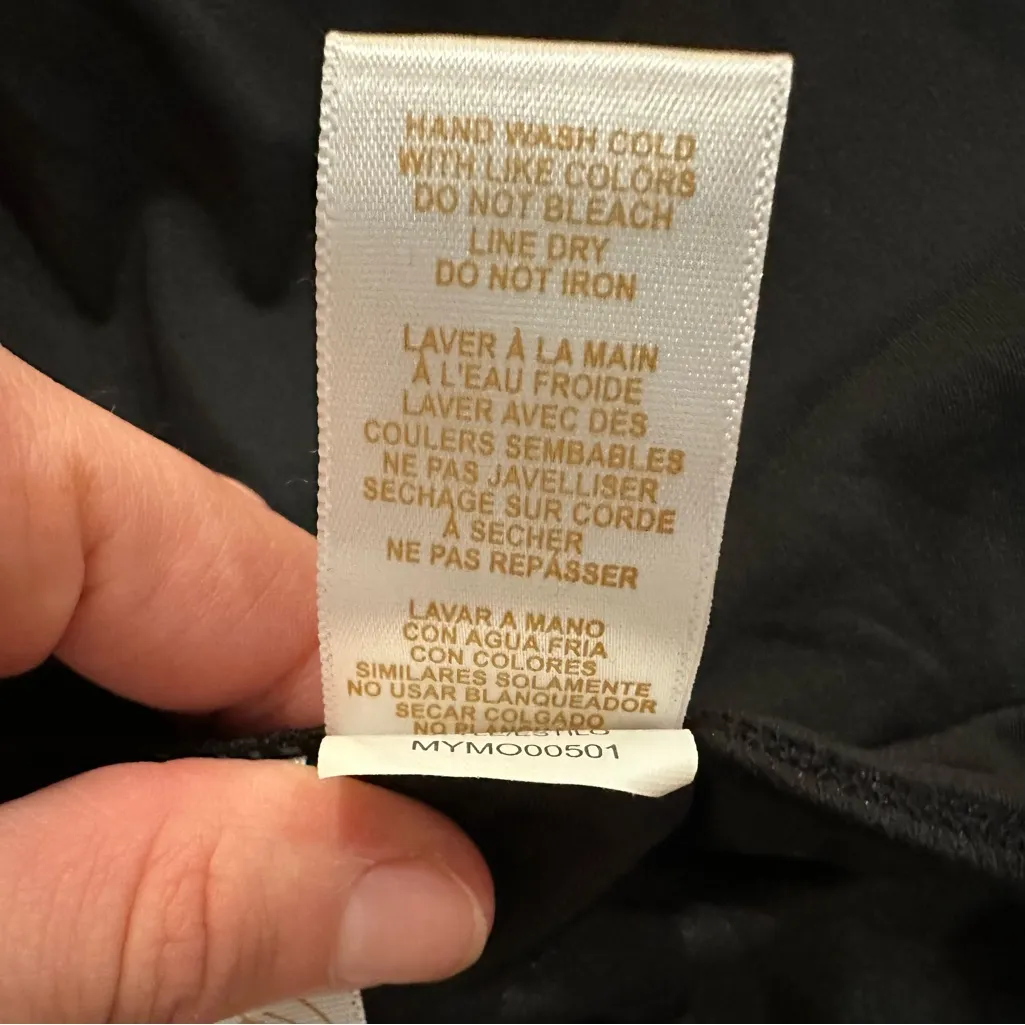 HAND WASH COLD
WITH LIKE COLORS
DO NOT BLEACH
LINE DRY
DO NOT IRON
LAVER À LA MAIN
À L'EAU FROIDE
LAVER AVEC DES
COULERS SEMBABLES
NE PAS JAVELLISER
SECHAGE SUR CORDE
À SECHER
NE PAS REPASSER
LAVAR A MANO
CON AGUA FRIA
CON COLORES
SIMILARES SOLAMENTE
NO USAR BLANQUEADOR
SECAR COLGADO
NO
MYMO00501